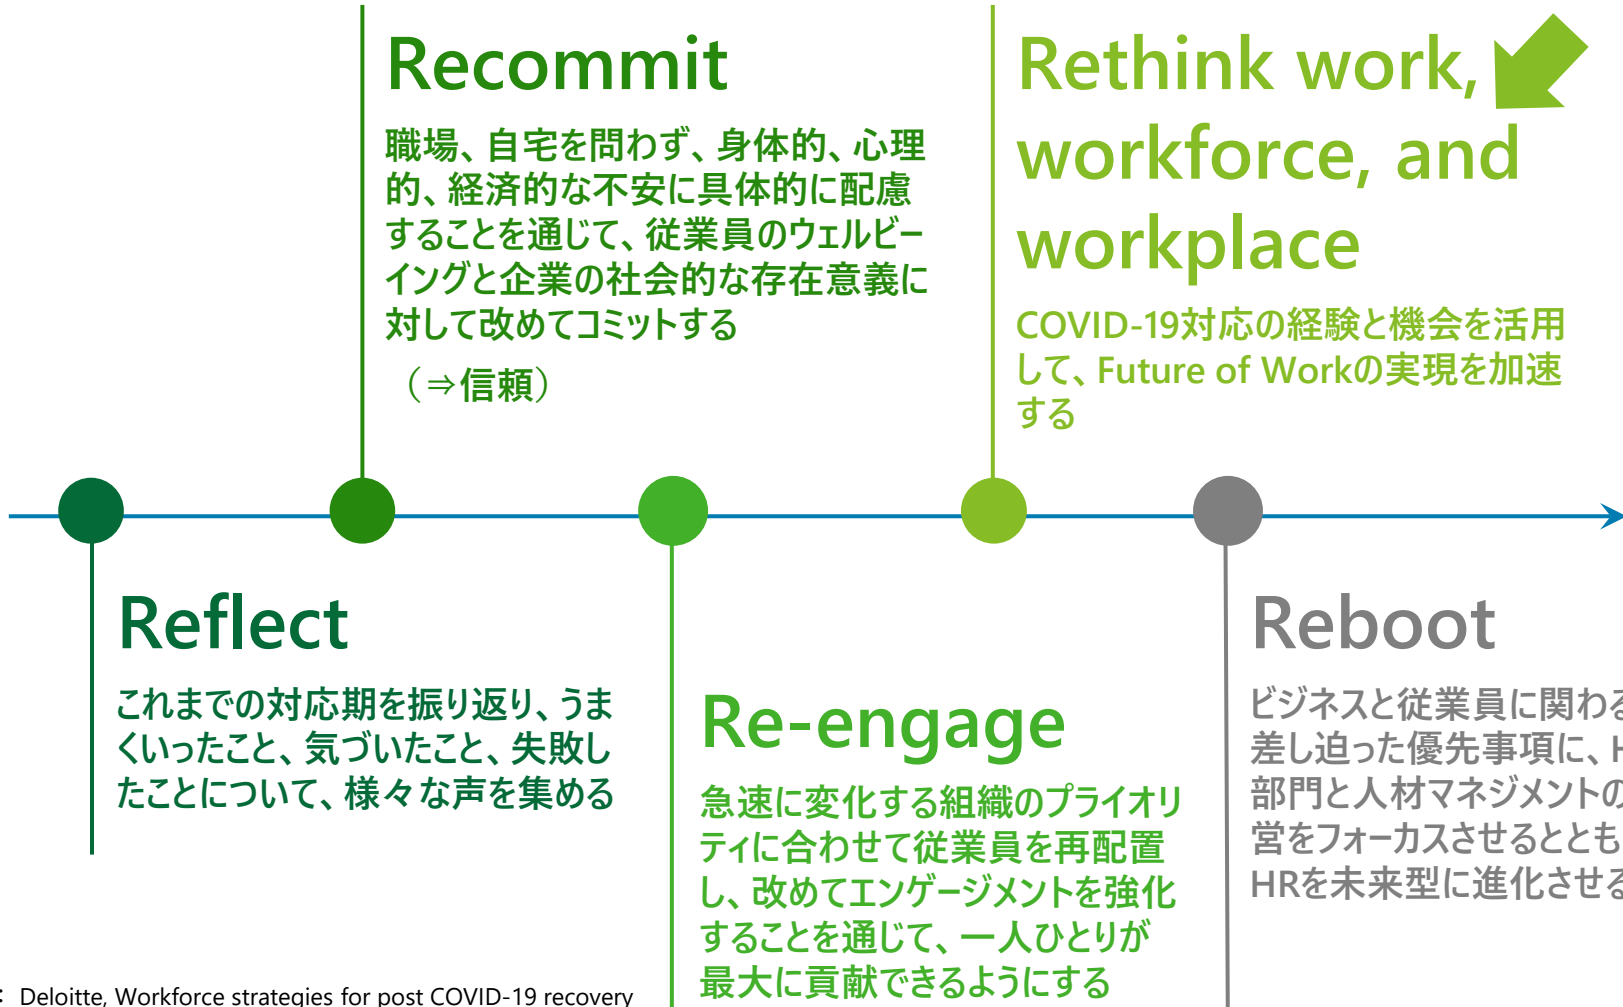 Recommit
職場、自宅を問わず、身体的、心理
的、経済的な不安に具体的に配慮
することを通じて、従業員のウェルビー
イングと企業の社会的な存在意義に
対して改めてコミットする
（⇒信頼）
Rethink work,
workforce, and
workplace
COVID-19対応の経験と機会を活用
して、Future of Workの実現を加速
する
Reflect
これまでの対応期を振り返り、うま
くいったこと、気づいたこと、失敗し
たことについて、様々な声を集める
Re-engage
急速に変化する組織のプライオリ
ティに合わせて従業員を再配置
し、改めてエンゲージメントを強化
することを通じて、一人ひとりが
最大に貢献できるようにする
Reboot
ビジネスと従業員に関わる
差し迫った優先事項に、H
部門と人材マネジメントの
営をフォーカスさせるととも
HRを未来型に進化させる
: Deloitte, Workforce strategies for post COVID-19 recovery